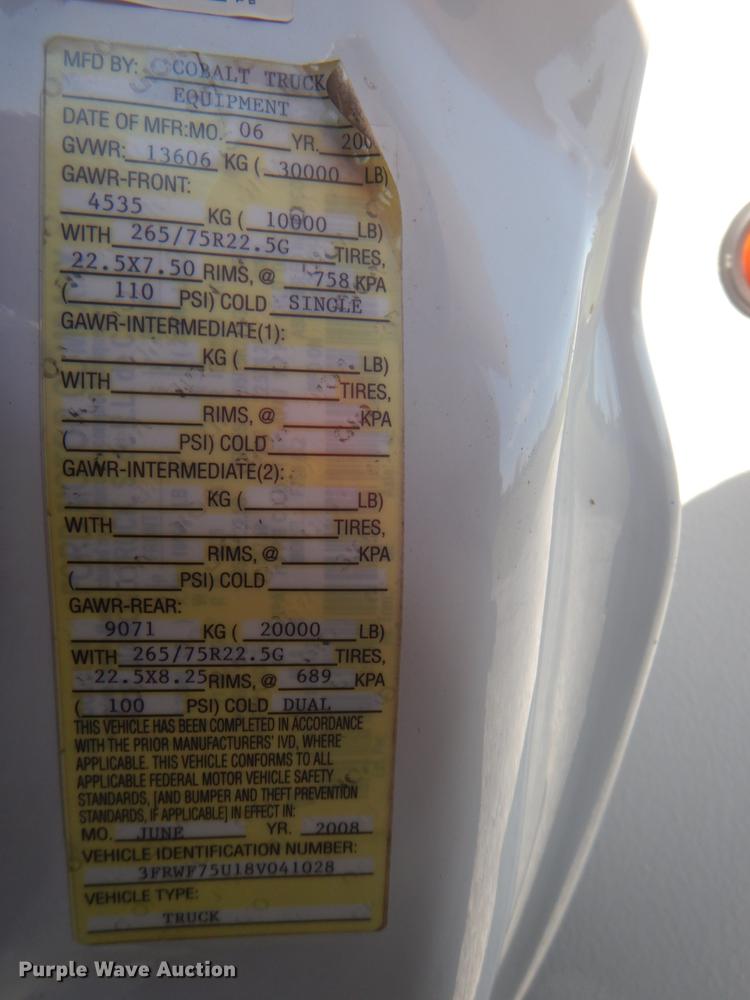 MFD BY: COBALT TRUCK
EQUIPMENT
DATE OF MFR:MO. 06 YR. 200
GVWR: 13606 KG ( 30000 LB)
GAWR-FRONT:
4535 KG ( 10000 LB)
WITH 265/75R22.5G TIRES,
22.5X7.50 RIMS, @ 758 KPA
( 110 PSI) COLD SINGLE
GAWR-INTERMEDIATE(1):
KG ( LB)
WITH TIRES,
RIMS, @ KPA
( PSI) COLD
GAWR-INTERMEDIATE(2):
KG ( LB)
WITH TIRES,
RIMS, @ KPA
( PSI) COLD
GAWR-REAR:
9071 KG ( 20000 LB)
WITH 265/75R22.5G TIRES,
22.5X8.25 RIMS, @ 689 KPA
( 100 PSI) COLD DUAL
THIS VEHICLE HAS BEEN COMPLETED IN ACCORDANCE
WITH THE PRIOR MANUFACTURERS' IVD, WHERE
APPLICABLE. THIS VEHICLE CONFORMS TO ALL
APPLICABLE FEDERAL MOTOR VEHICLE SAFETY
STANDARDS, [AND BUMPER AND THEFT PREVENTION
STANDARDS, IF APPLICABLE] IN EFFECT IN:
MO. JUNE YR. 2008
VEHICLE IDENTIFICATION NUMBER:
3FRWF75U18V041028
VEHICLE TYPE:
TRUCK
Purple Wave Auction